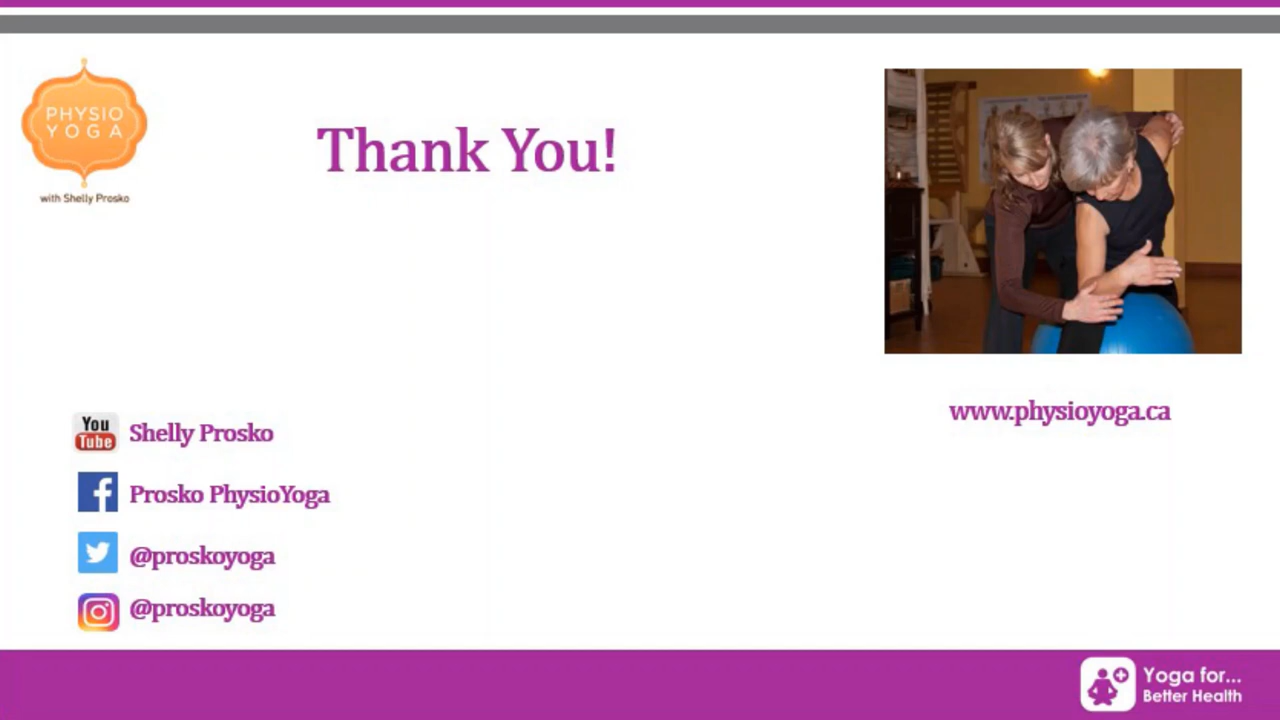 PHYSIO
YOGA
with Shelly Prosko
Thank You!
www.physioyoga.ca
You
Tube
Shelly Prosko
Prosko PhysioYoga
@proskoyoga
@proskoyoga
Yoga for...
Better Health